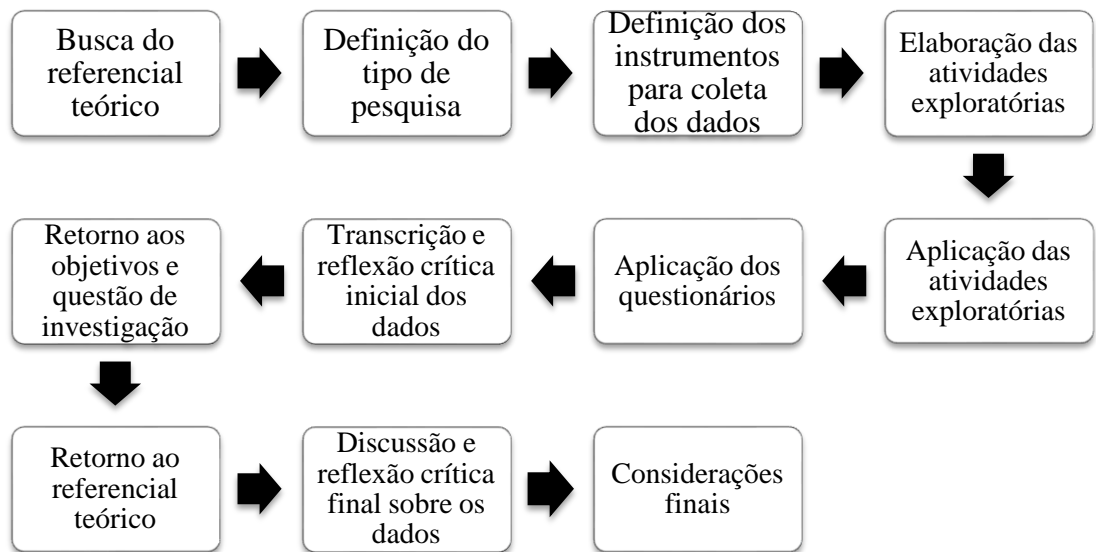 Busca do
referencial
teórico
Definição do
tipo de
pesquisa
Definição dos
instrumentos
para coleta
dos dados
Elaboração das
atividades
exploratórias
Aplicação das
atividades
exploratórias
Aplicação dos
questionários
Transcrição e
reflexão crítica
inicial dos
dados
Retorno aos
objetivos e
questão de
investigação
Retorno ao
referencial
teórico
Discussão e
reflexão crítica
final sobre os
dados
Considerações
finais